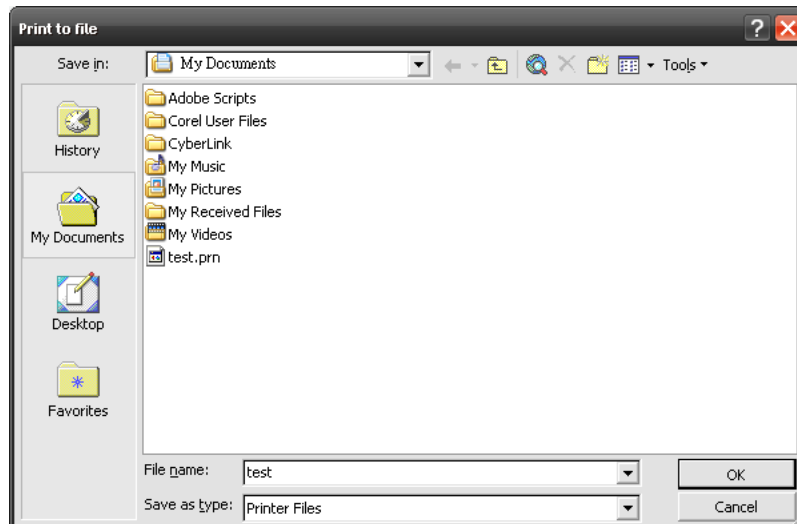 Print to file
Save in:
My Documents
Tools
History
My Documents
Desktop
Favorites
Adobe Scripts
Corel User Files
CyberLink
My Music
My Pictures
My Received Files
My Videos
test.prn
File name:
test
OK
Save as type:
Printer Files
Cancel